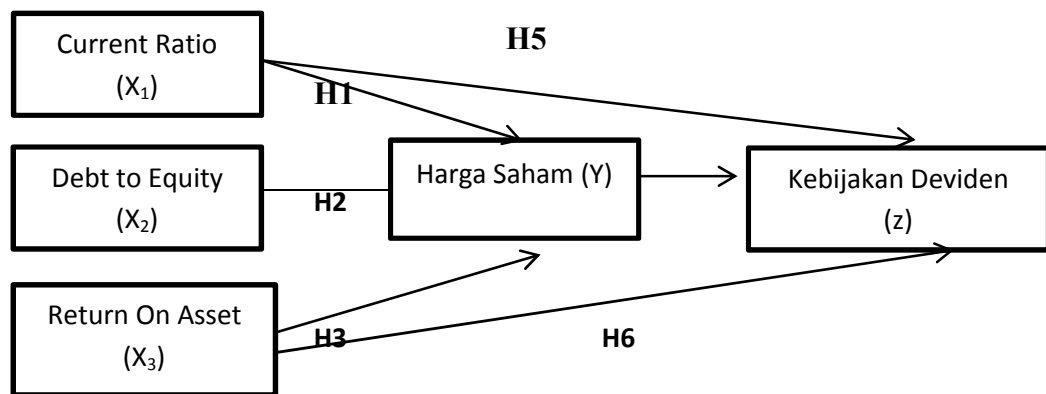 Current Ratio
(X₁)
H5
H1
Debt to Equity
(X₂)
H2
Harga Saham (Y)
Kebijakan Deviden
(z)
Return On Asset
(X₃)
H3
H6